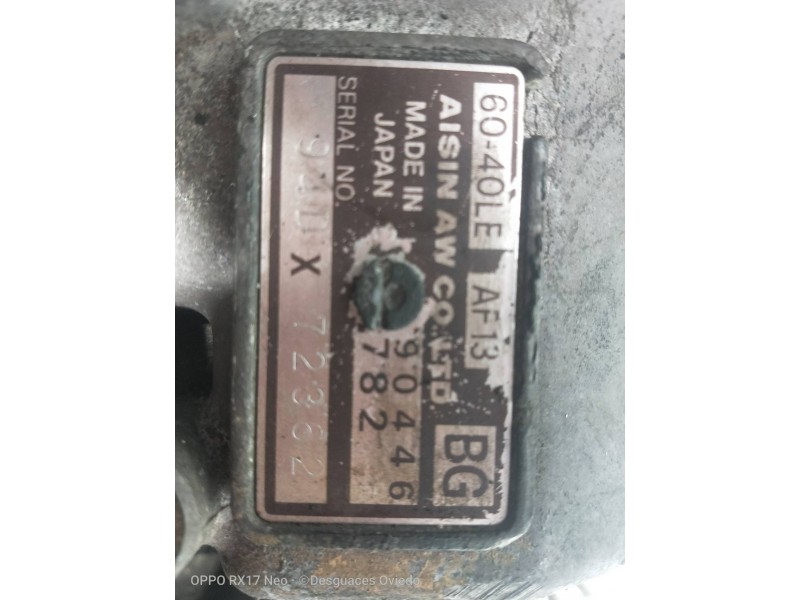 60-40LE AF13 BG
AISIN AW CO.,LTD
MADE IN 90446
JAPAN 782
SERIAL NO.
X 72362
OPPO RX17 Neo · ©Desguaces Oviedo